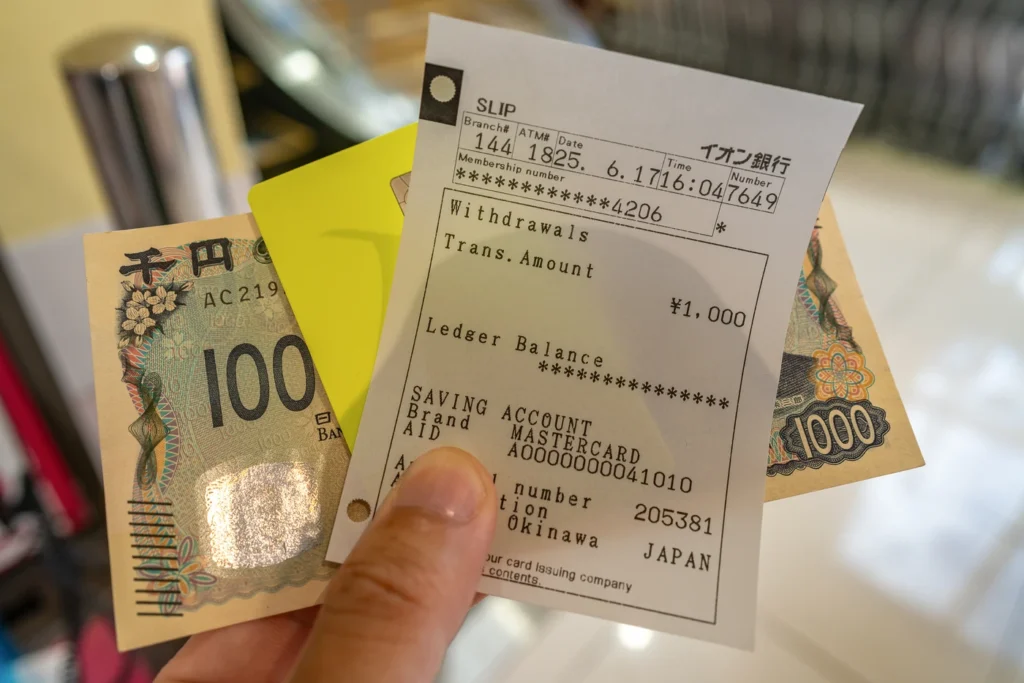 SLIP
イオン銀行
Branch# ATM# Date Time Number
144 18 25. 6.17 16:04 7649
Membership number
************4206
*
Withdrawals
Trans.Amount
¥1,000
Ledger Balance
***************
SAVING ACCOUNT
Brand MASTERCARD
AID A0000000041010
number 205381
Okinawa JAPAN
our card issuing company
contents.
千円
AC219
100
1000